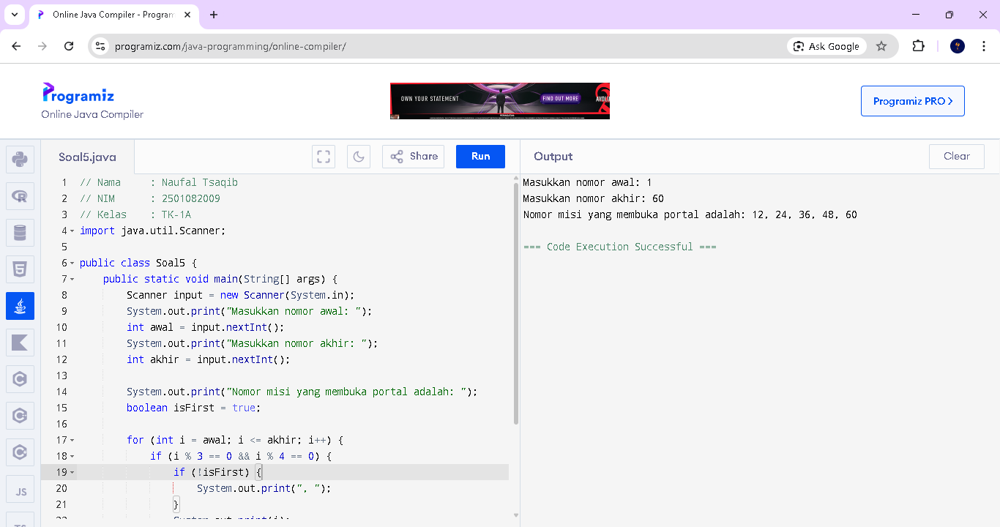 Online Java Compiler - Program
programiz.com/java-programming/online-compiler/
Ask Google
Programiz
Online Java Compiler
OWN YOUR STATEMENT
FIND OUT MORE
Programiz PRO >
Soal5.java
Share
Run
Output
Clear
1 // Nama     : Naufal Tsaqib
2 // NIM      : 2501082009
3 // Kelas    : TK-1A
4 import java.util.Scanner;
5
6 public class Soal5 {
7     public static void main(String[] args) {
8         Scanner input = new Scanner(System.in);
9         System.out.print("Masukkan nomor awal: ");
10         int awal = input.nextInt();
11         System.out.print("Masukkan nomor akhir: ");
12         int akhir = input.nextInt();
13
14         System.out.print("Nomor misi yang membuka portal adalah: ");
15         boolean isFirst = true;
16
17         for (int i = awal; i <= akhir; i++) {
18             if (i % 3 == 0 && i % 4 == 0) {
19                 if (!isFirst) {
20                     System.out.print(", ");
21                 }
22                 System.out.print(i);
JS
Masukkan nomor awal: 1
Masukkan nomor akhir: 60
Nomor misi yang membuka portal adalah: 12, 24, 36, 48, 60
=== Code Execution Successful ===